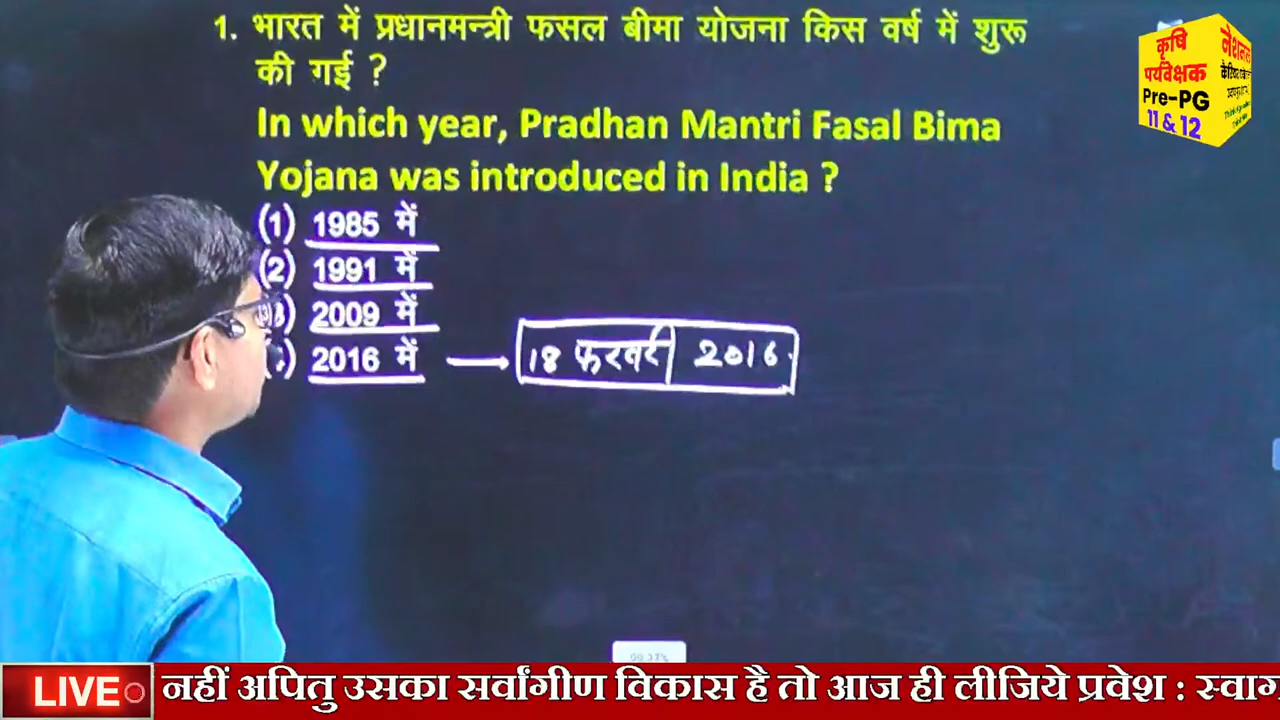 1. भारत में प्रधानमन्त्री फसल बीमा योजना किस वर्ष में शुरू
की गई ?
In which year, Pradhan Mantri Fasal Bima
Yojana was introduced in India ?
(1) 1985 में
(2) 1991 में
2009 में
2016 में
18 फरवरी 2016
कृषि
पर्यवेक्षक
Pre-PG
11 & 12
नेशनल
LIVE
नहीं अपितु उसका सर्वांगीण विकास है तो आज ही लीजिये प्रवेश : स्वाग